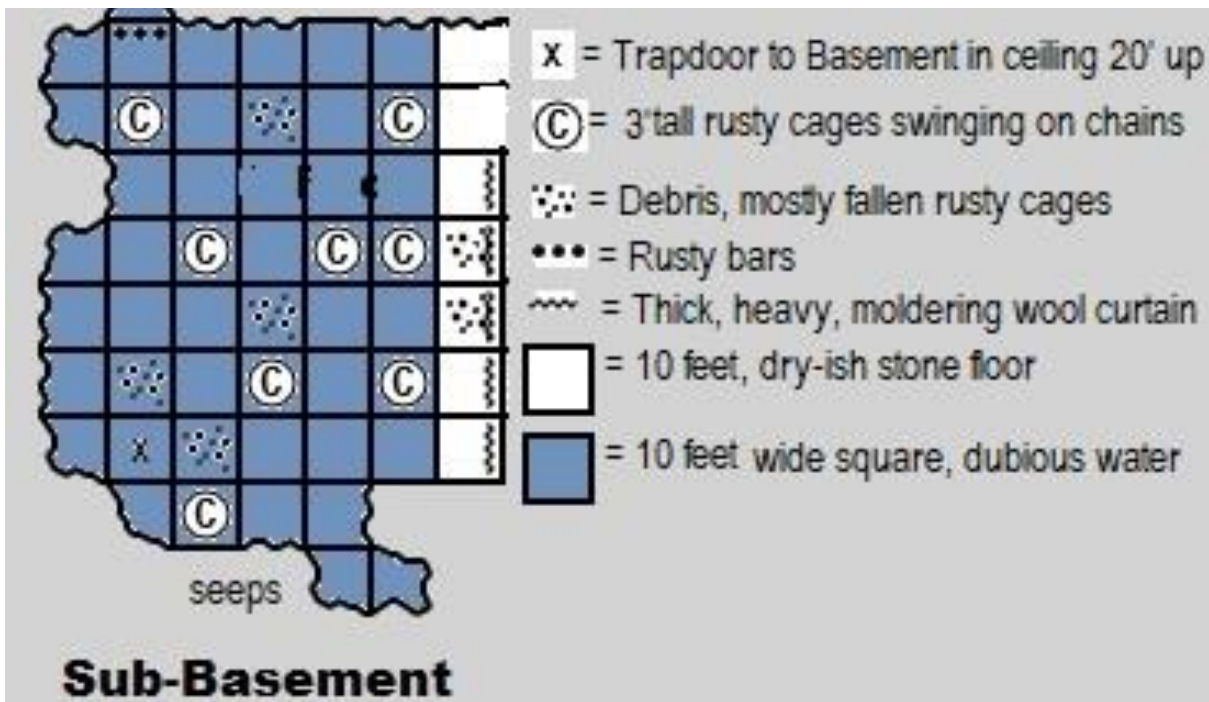 x = Trapdoor to Basement in ceiling 20' up
C C
C = 3'tall rusty cages swinging on chains
= Debris, mostly fallen rusty cages
C C C
= Rusty bars
= Thick, heavy, moldering wool curtain
= 10 feet, dry-ish stone floor
C C
x
= 10 feet wide square, dubious water
C
seeps
Sub-Basement